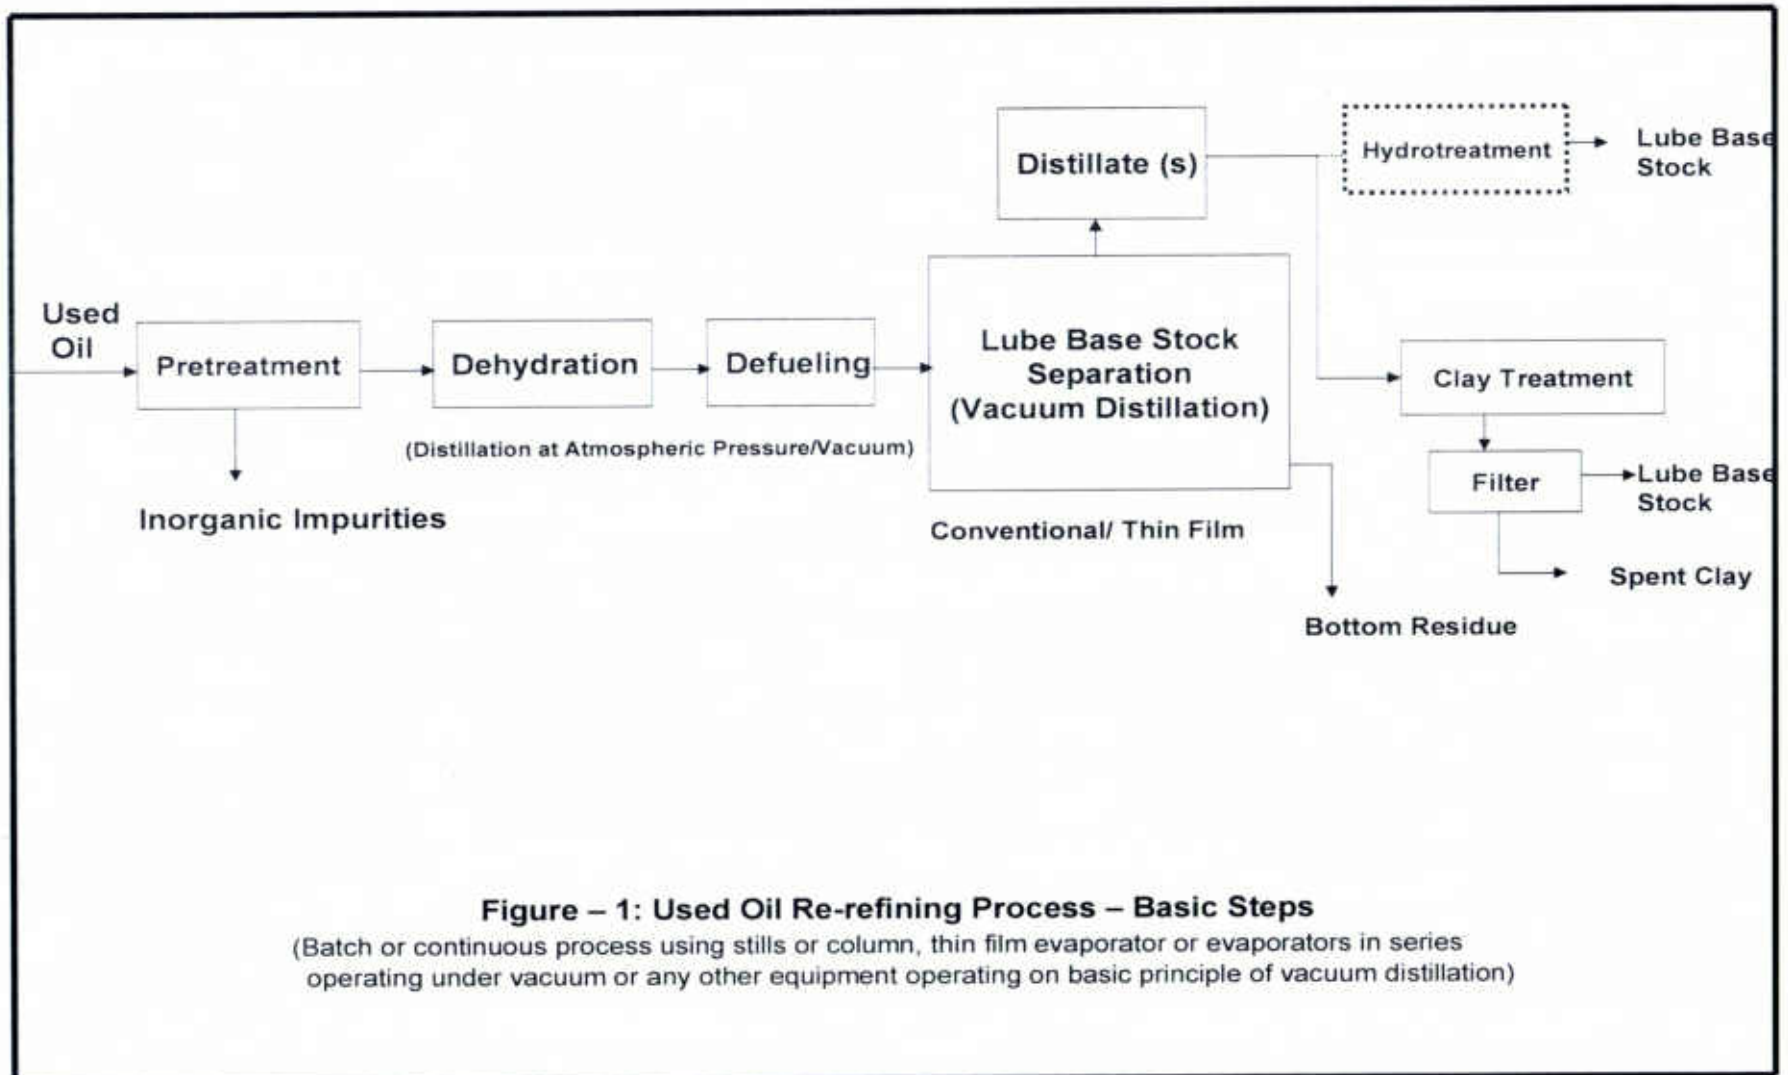 Distillate (s)
Hydrotreatment
Lube Base
Stock
Used
Oil
Pretreatment
Dehydration
Defueling
Lube Base Stock
Separation
(Vacuum Distillation)
Clay Treatment
(Distillation at Atmospheric Pressure/Vacuum)
Filter
Lube Base
Stock
Inorganic Impurities
Conventional/ Thin Film
Spent Clay
Bottom Residue
Figure – 1: Used Oil Re-refining Process – Basic Steps
(Batch or continuous process using stills or column, thin film evaporator or evaporators in series
operating under vacuum or any other equipment operating on basic principle of vacuum distillation)